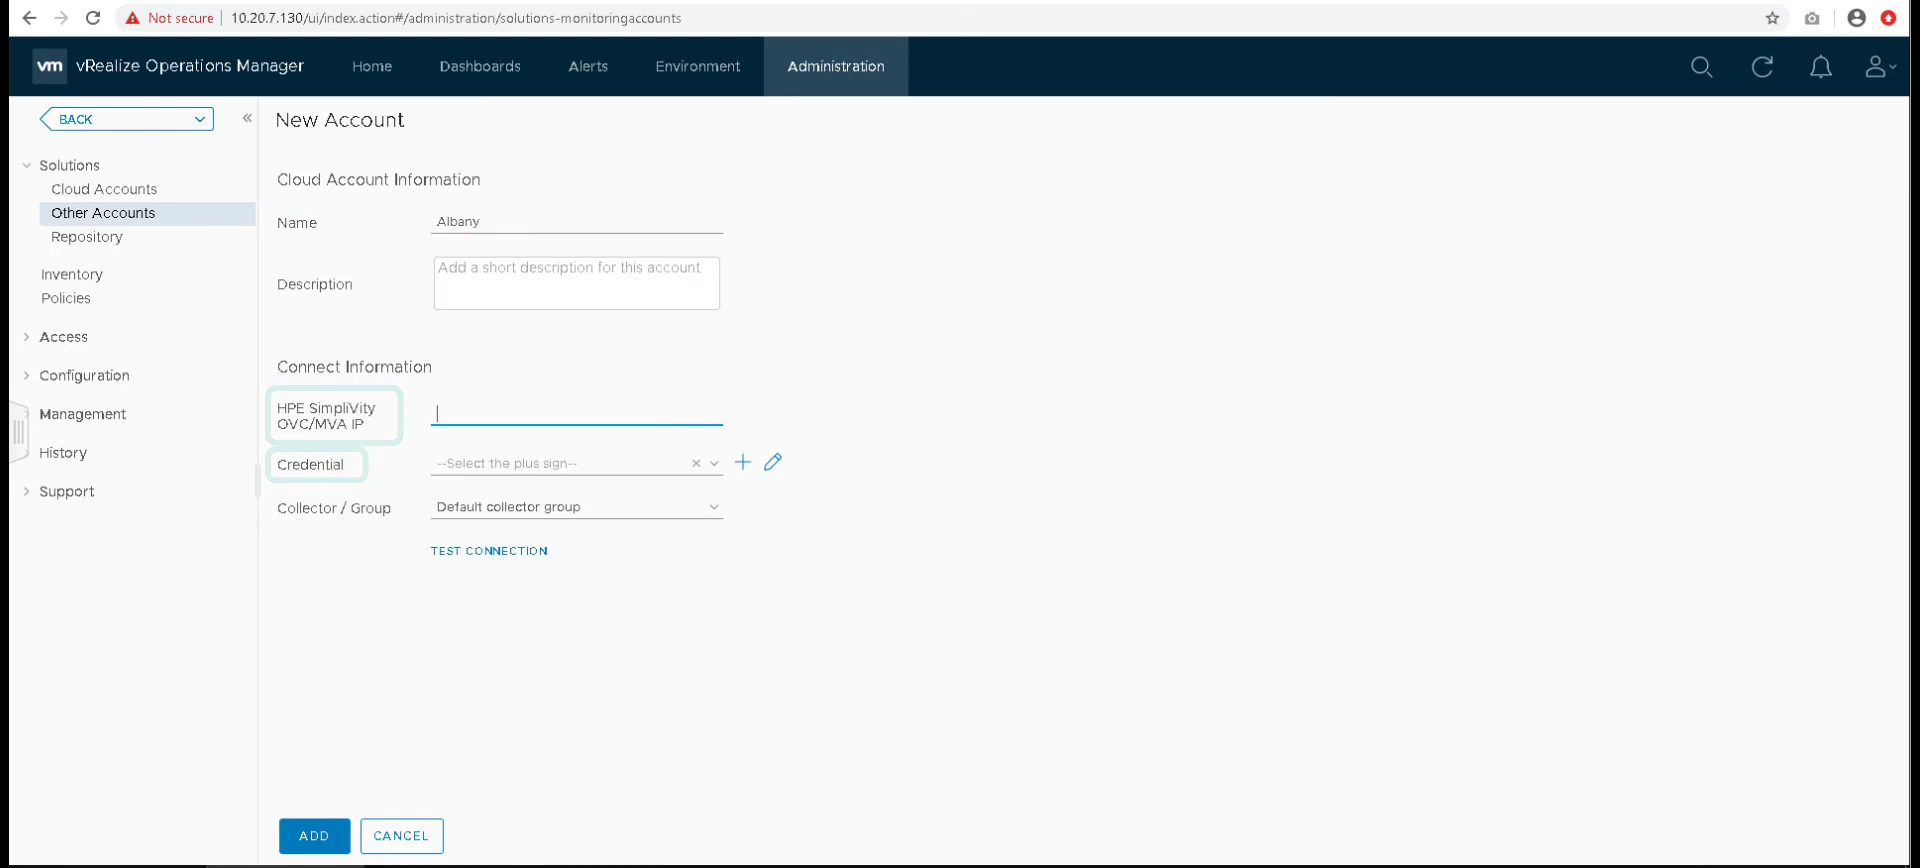 Not secure | 10.20.7.130/ui/index.action#/administration/solutions-monitoringaccounts
vm vRealize Operations Manager Home Dashboards Alerts Environment Administration
BACK
«
New Account
Solutions
Cloud Accounts
Other Accounts
Repository
Inventory
Policies
Access
Configuration
Management
History
Support
Cloud Account Information
Name Albany
Description Add a short description for this account
Connect Information
HPE SimpliVity
OVC/MVA IP
Credential --Select the plus sign--
Collector / Group Default collector group
TEST CONNECTION
ADD CANCEL